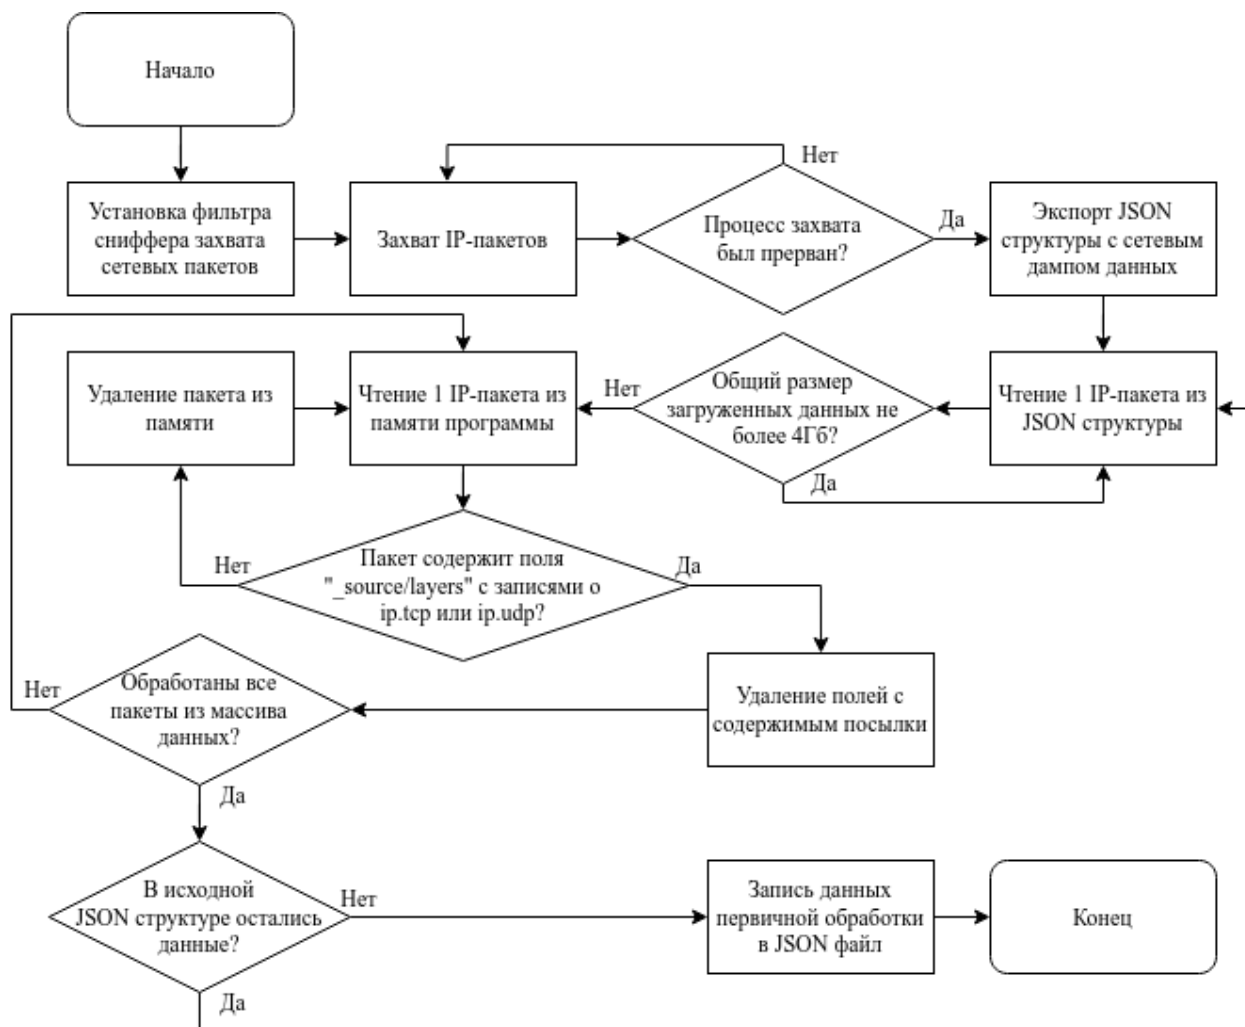 Начало
Нет
Установка фильтра
сниффера захвата
сетевых пакетов
Захват IP-пакетов
Процесс захвата
был прерван?
Да
Экспорт JSON
структуры с сетевым
дампом данных
Удаление пакета из
памяти
Чтение 1 IP-пакета из
памяти программы
Нет
Общий размер
загруженных данных не
более 4Гб?
Да
Чтение 1 IP-пакета из
JSON структуры
Нет
Пакет содержит поля
"_source/layers" с записями о
ip.tcp или ip.udp?
Да
Нет
Обработаны все
пакеты из массива
данных?
Да
Удаление полей с
содержимым посылки
В исходной
JSON структуре остались
данные?
Нет
Да
Запись данных
первичной обработки
в JSON файл
Конец